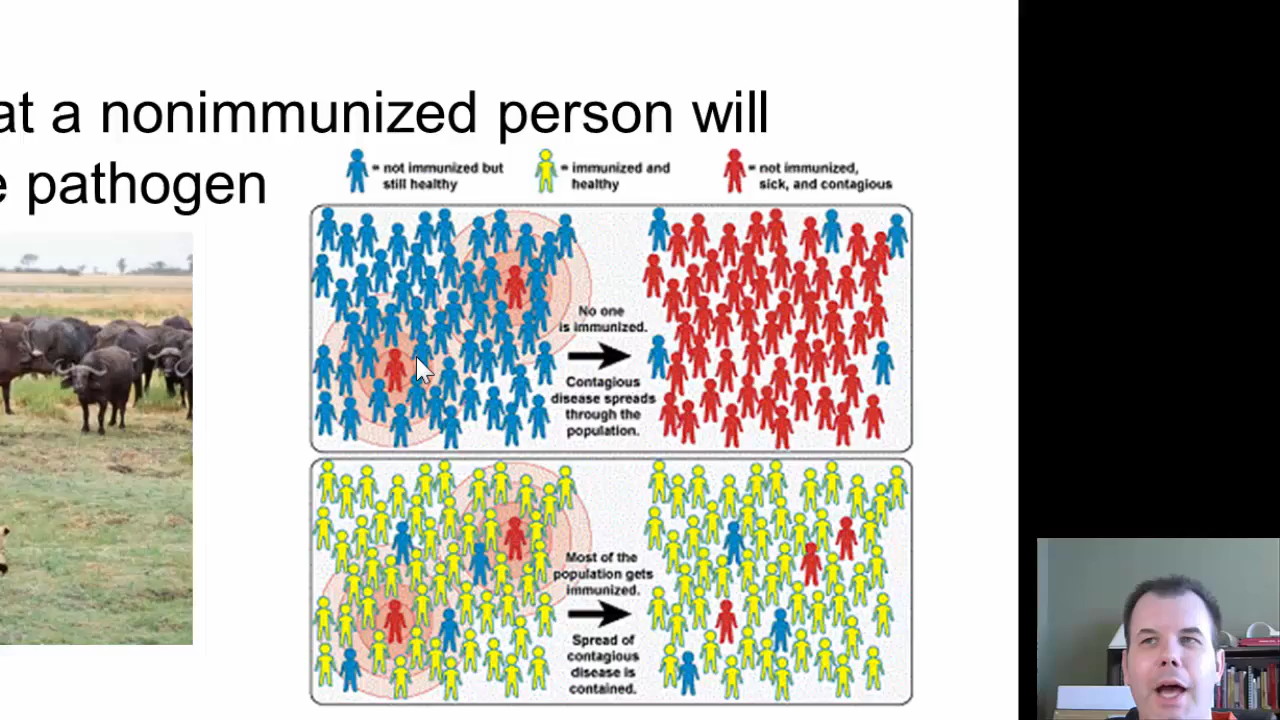 at a nonimmunized person will
e pathogen
= not immunized but
still healthy
= immunized and
healthy
= not immunized,
sick, and contagious
No one
is immunized.
Contagious
disease spreads
through the
population.
Most of the
population gets
immunized.
Spread of
contagious
disease is
contained.